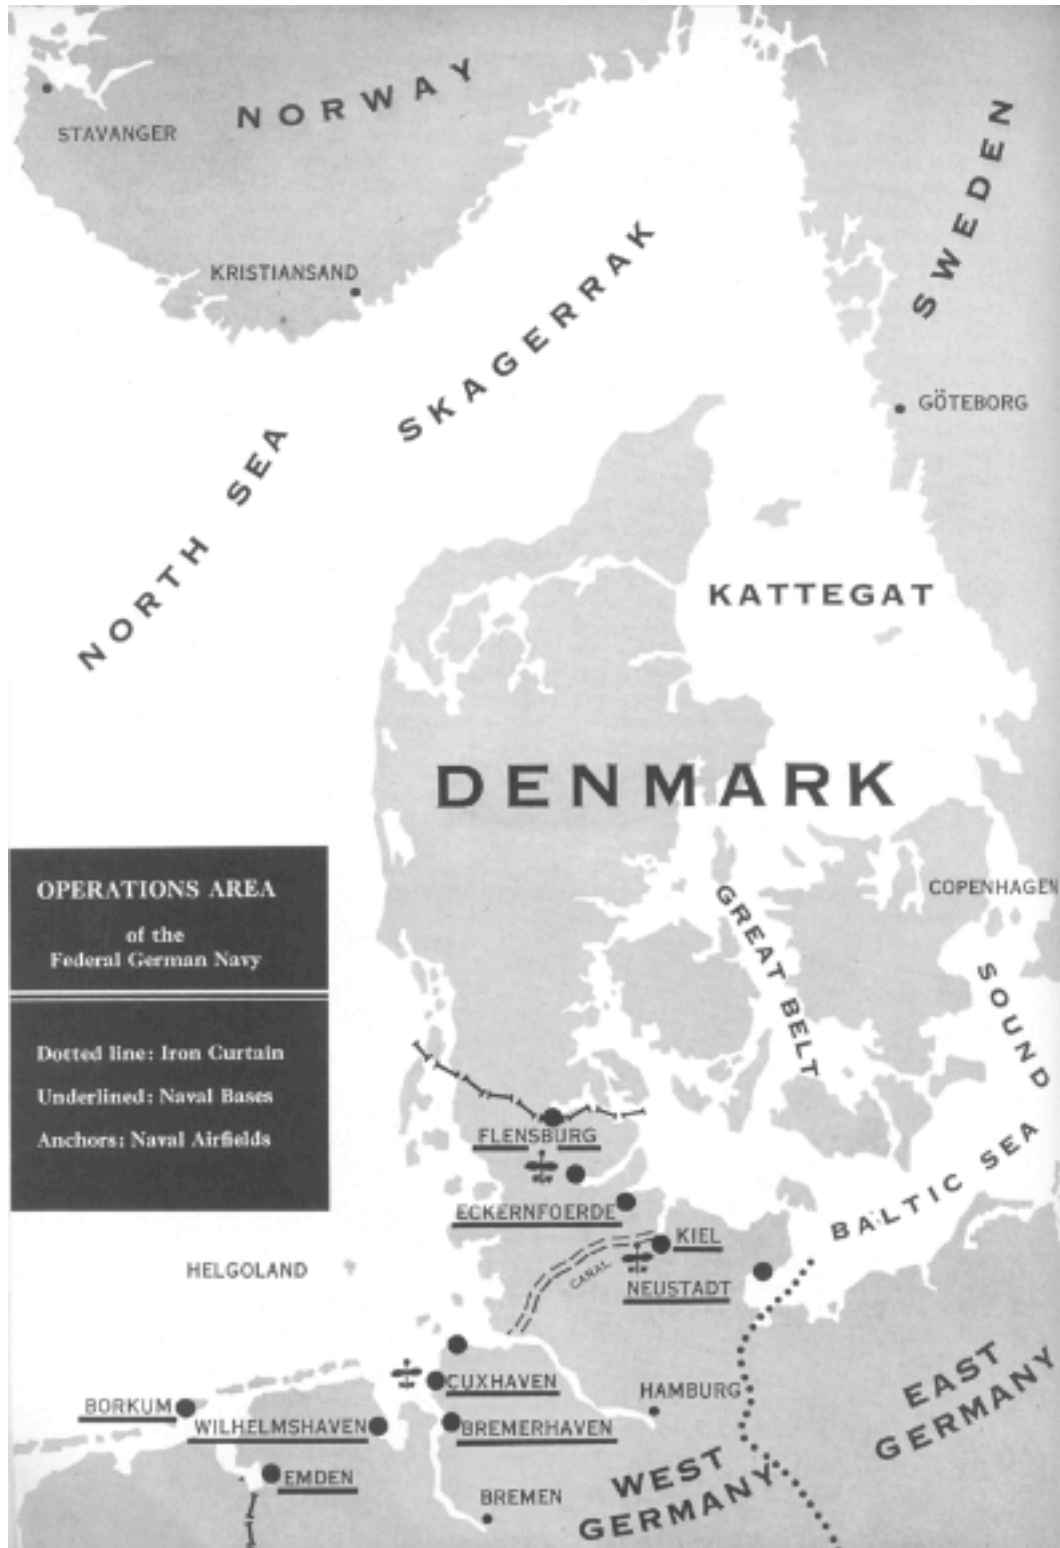 NORWAY
STAVANGER
SWEDEN
KRISTIANSAND
SKAGERRAK
GÖTEBORG
NORTH SEA
KATTEGAT
DENMARK
OPERATIONS AREA
of the
Federal German Navy
Dotted line: Iron Curtain
Underlined: Naval Bases
Anchors: Naval Airfields
COPENHAGEN
GREAT BELT
SOUND
FLENSBURG
ECKERNFOERDE
BALTIC SEA
KIEL
CANAL
NEUSTADT
HELGOLAND
CUXHAVEN
HAMBURG
BORKUM
WILHELMSHAVEN
BREMERHAVEN
EMDEN
BREMEN
WEST
GERMANY
EAST
GERMANY